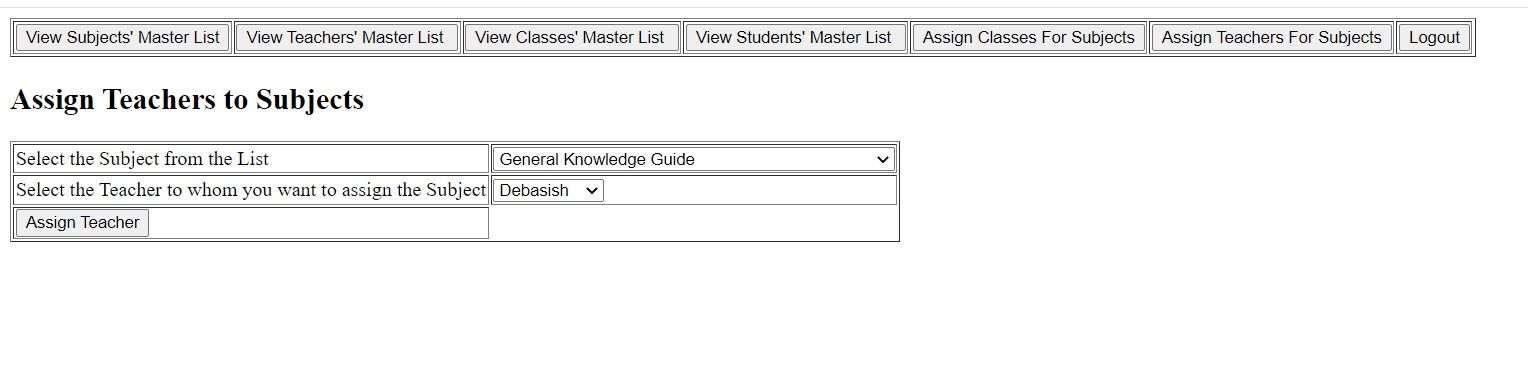 View Subjects' Master List View Teachers' Master List View Classes' Master List View Students' Master List Assign Classes For Subjects Assign Teachers For Subjects Logout
Assign Teachers to Subjects
Select the Subject from the List General Knowledge Guide
Select the Teacher to whom you want to assign the Subject Debasish
Assign Teacher